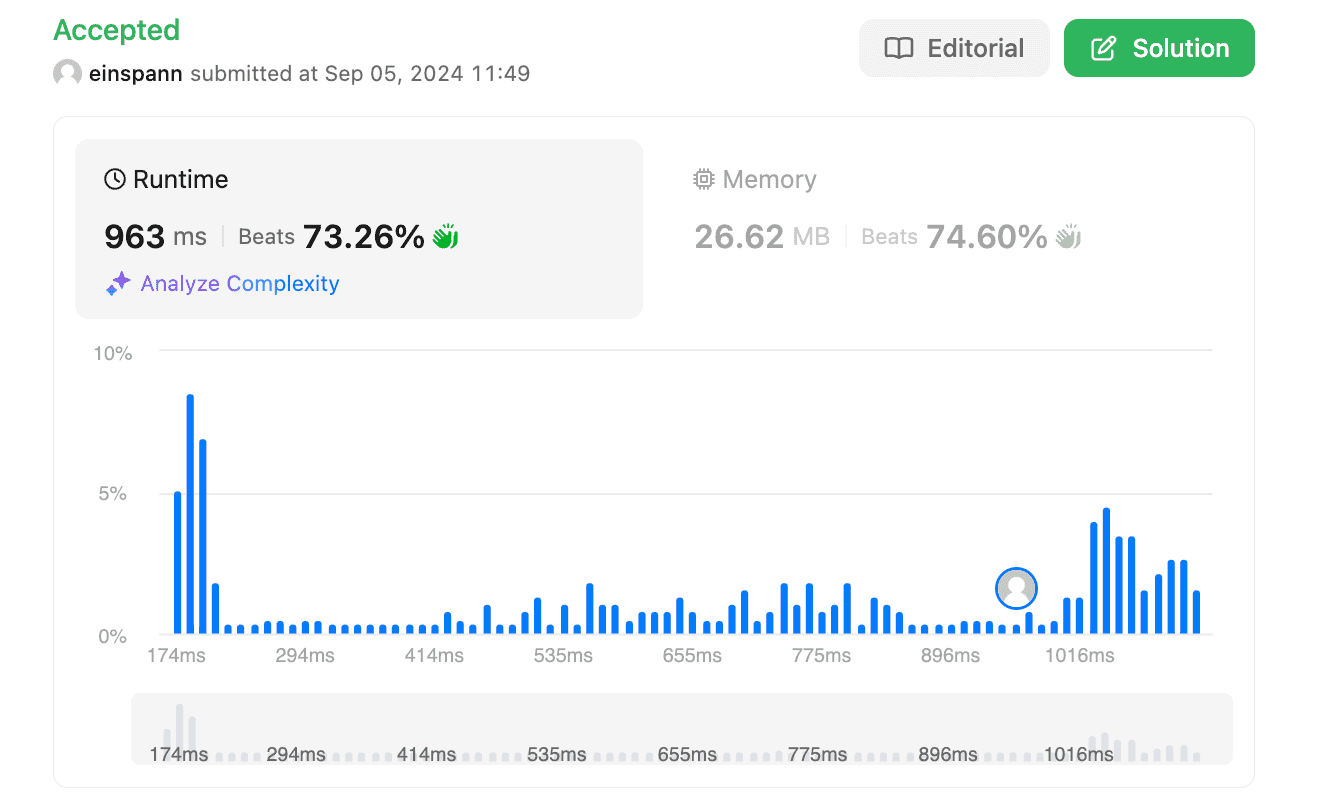 Accepted
einspann submitted at Sep 05, 2024 11:49
Editorial
Solution
Runtime
963 ms Beats 73.26%
Analyze Complexity
Memory
26.62 MB Beats 74.60%
10%
5%
0%
174ms 294ms 414ms 535ms 655ms 775ms 896ms 1016ms
174ms 294ms 414ms 535ms 655ms 775ms 896ms 1016ms